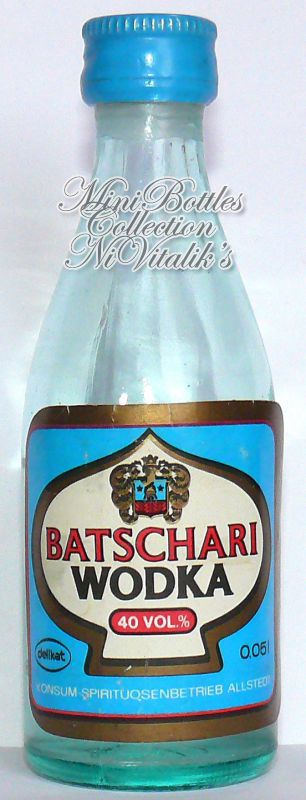 Mini Bottles
Collection
NiVitalik's
BATSCHARI
WODKA
40 VOL.%
delikat
0,05 l
KONSUM-SPIRITUOSENBETRIEB ALLSTEDT